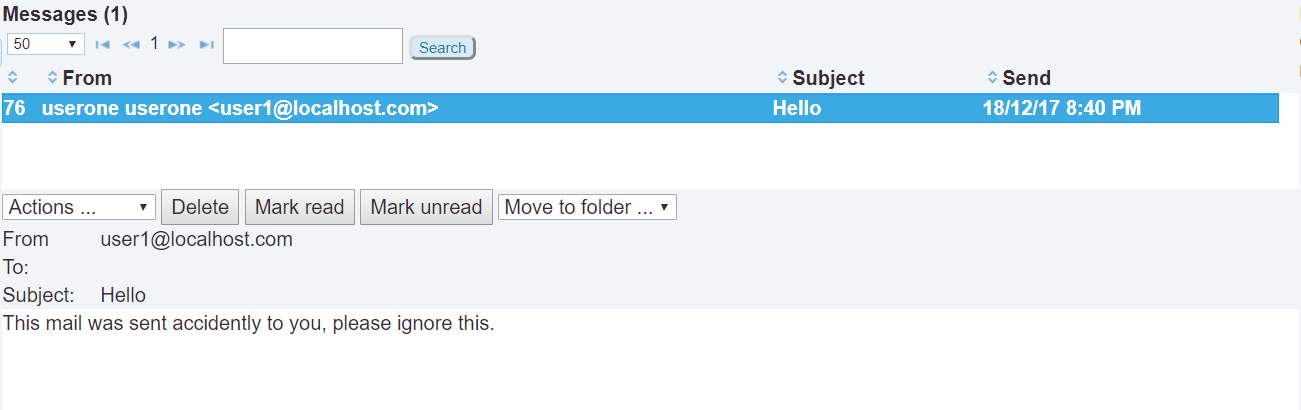 Messages (1)
50 1 Search
From Subject Send
76 userone userone <user1@localhost.com> Hello 18/12/17 8:40 PM
Actions ... Delete Mark read Mark unread Move to folder ...
From user1@localhost.com
To:
Subject: Hello
This mail was sent accidently to you, please ignore this.